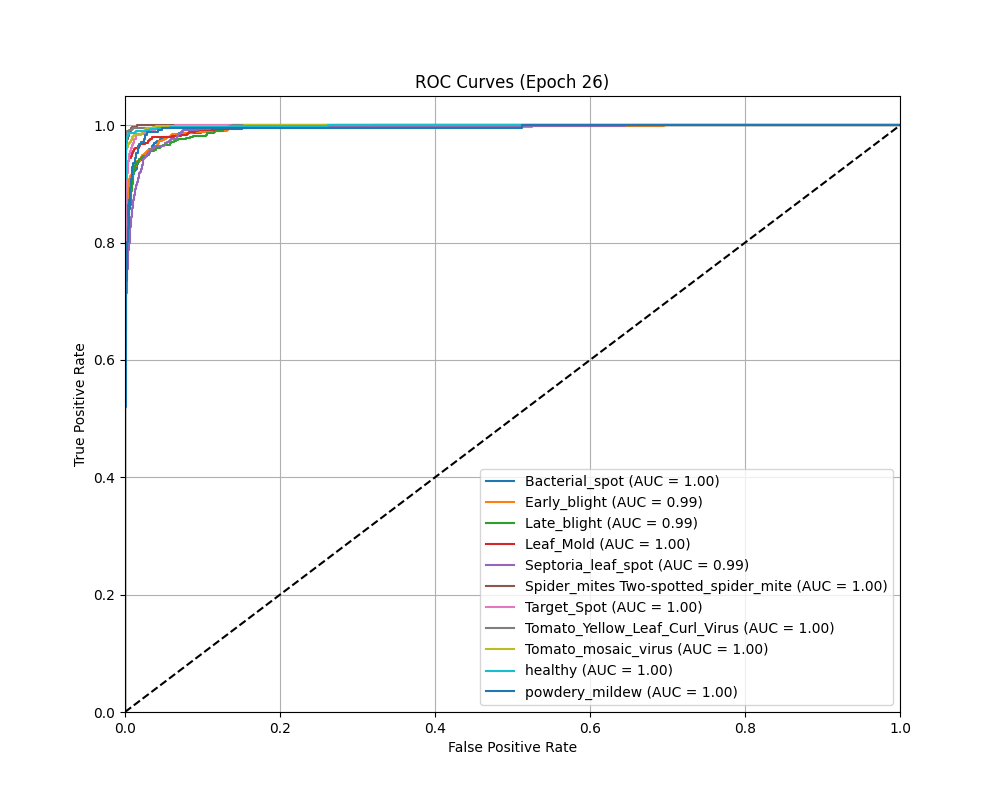 ROC Curves (Epoch 26)
1.0
0.8
0.6
0.4
0.2
0.0
True Positive Rate
Bacterial_spot (AUC = 1.00)
Early_blight (AUC = 0.99)
Late_blight (AUC = 0.99)
Leaf_Mold (AUC = 1.00)
Septoria_leaf_spot (AUC = 0.99)
Spider_mites Two-spotted_spider_mite (AUC = 1.00)
Target_Spot (AUC = 1.00)
Tomato_Yellow_Leaf_Curl_Virus (AUC = 1.00)
Tomato_mosaic_virus (AUC = 1.00)
healthy (AUC = 1.00)
powdery_mildew (AUC = 1.00)
0.0 0.2 0.4 0.6 0.8 1.0
False Positive Rate